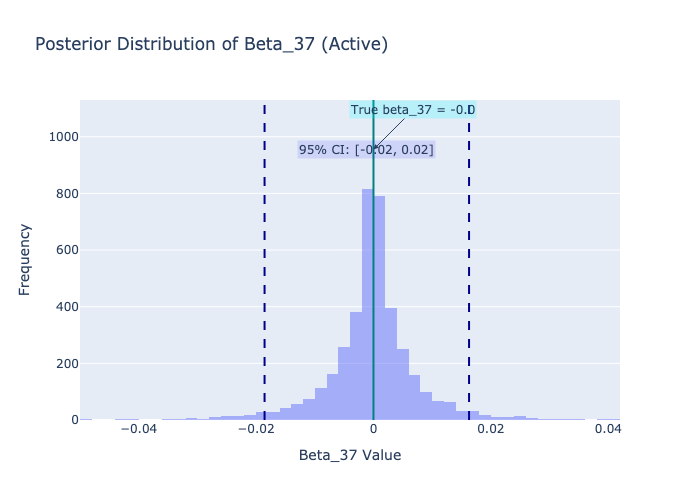 Posterior Distribution of Beta_37 (Active)
True beta_37 = -0.0
95% CI: [-0.02, 0.02]
1000
800
600
400
200
0
Frequency
−0.04
−0.02
0
0.02
0.04
Beta_37 Value